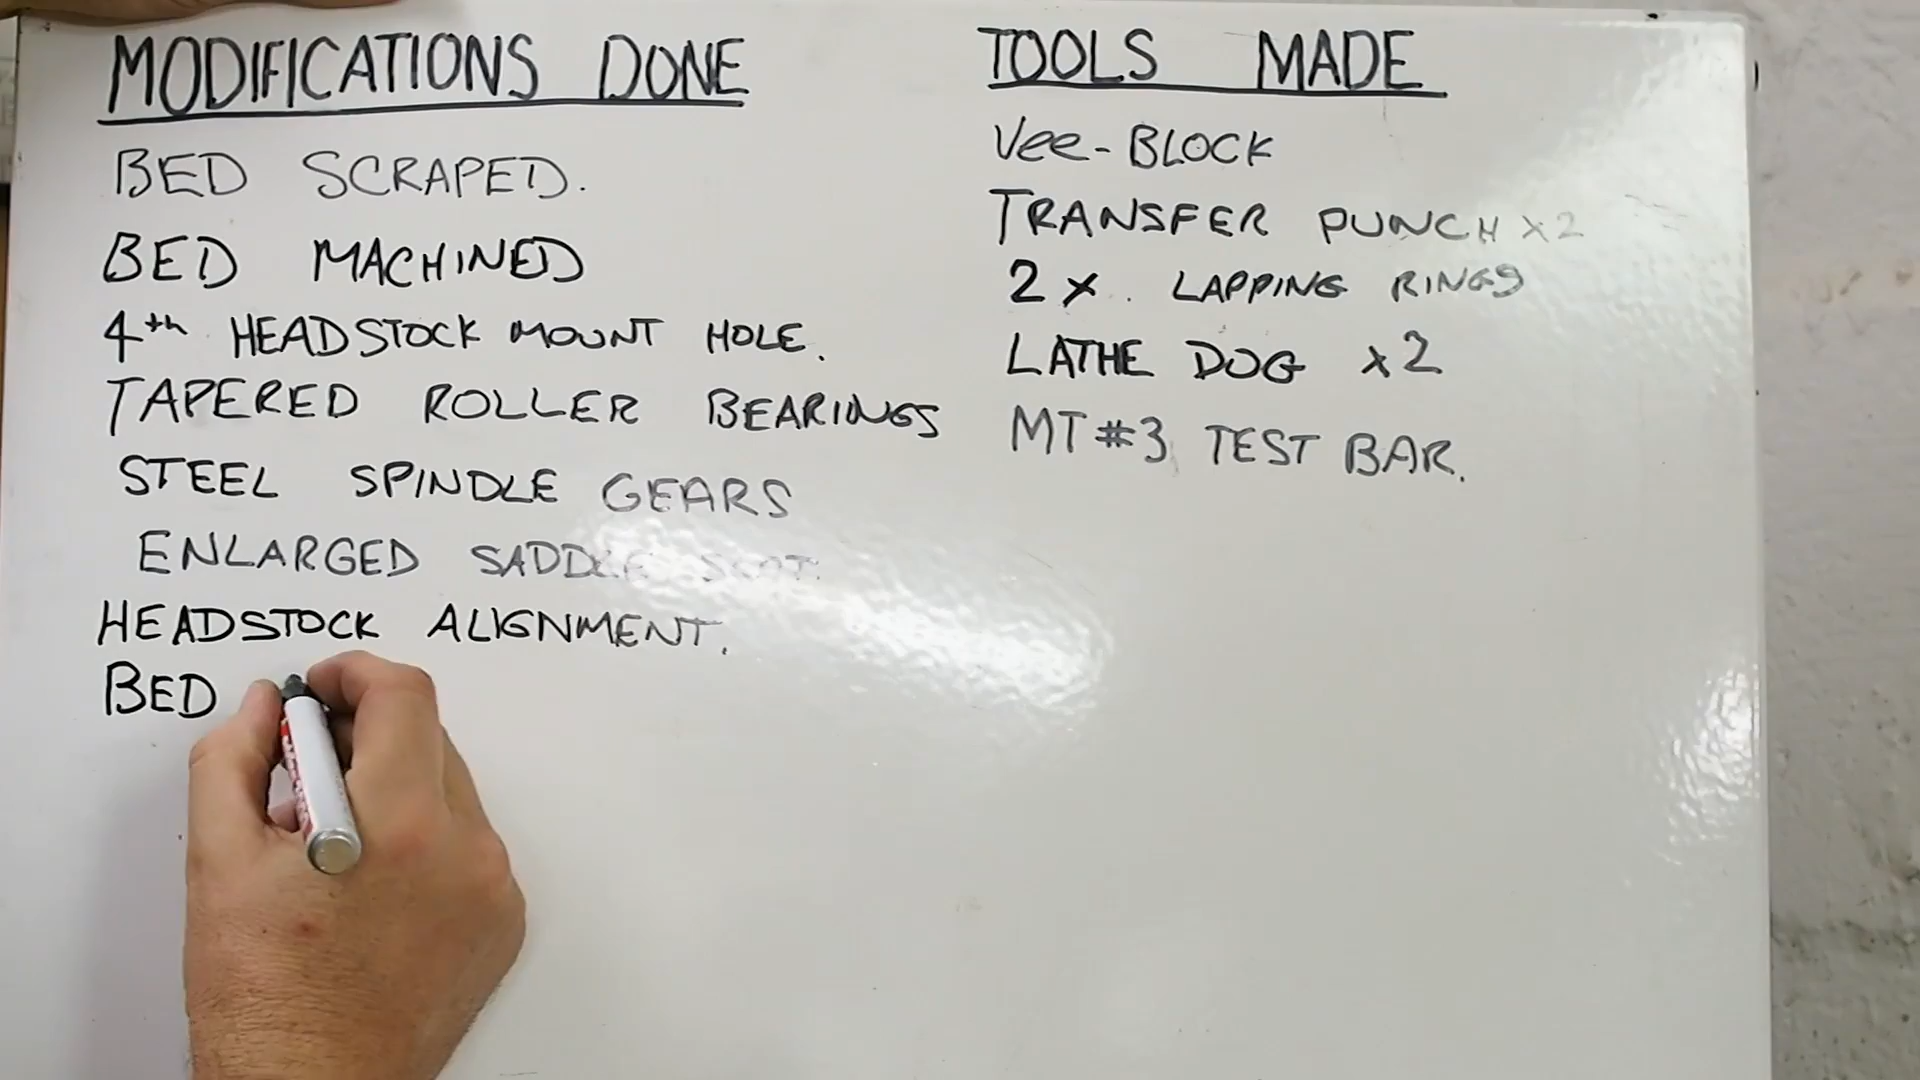 MODIFICATIONS DONE
BED SCRAPED.
BED MACHINED
4th HEADSTOCK MOUNT HOLE.
TAPERED ROLLER BEARINGS
STEEL SPINDLE GEARS
ENLARGED SADDLE
HEADSTOCK ALIGNMENT.
BED
TOOLS MADE
Vee-BLOCK
TRANSFER PUNCH x2
2 x. LAPPING RINGS
LATHE DOG x2
MT #3 TEST BAR.